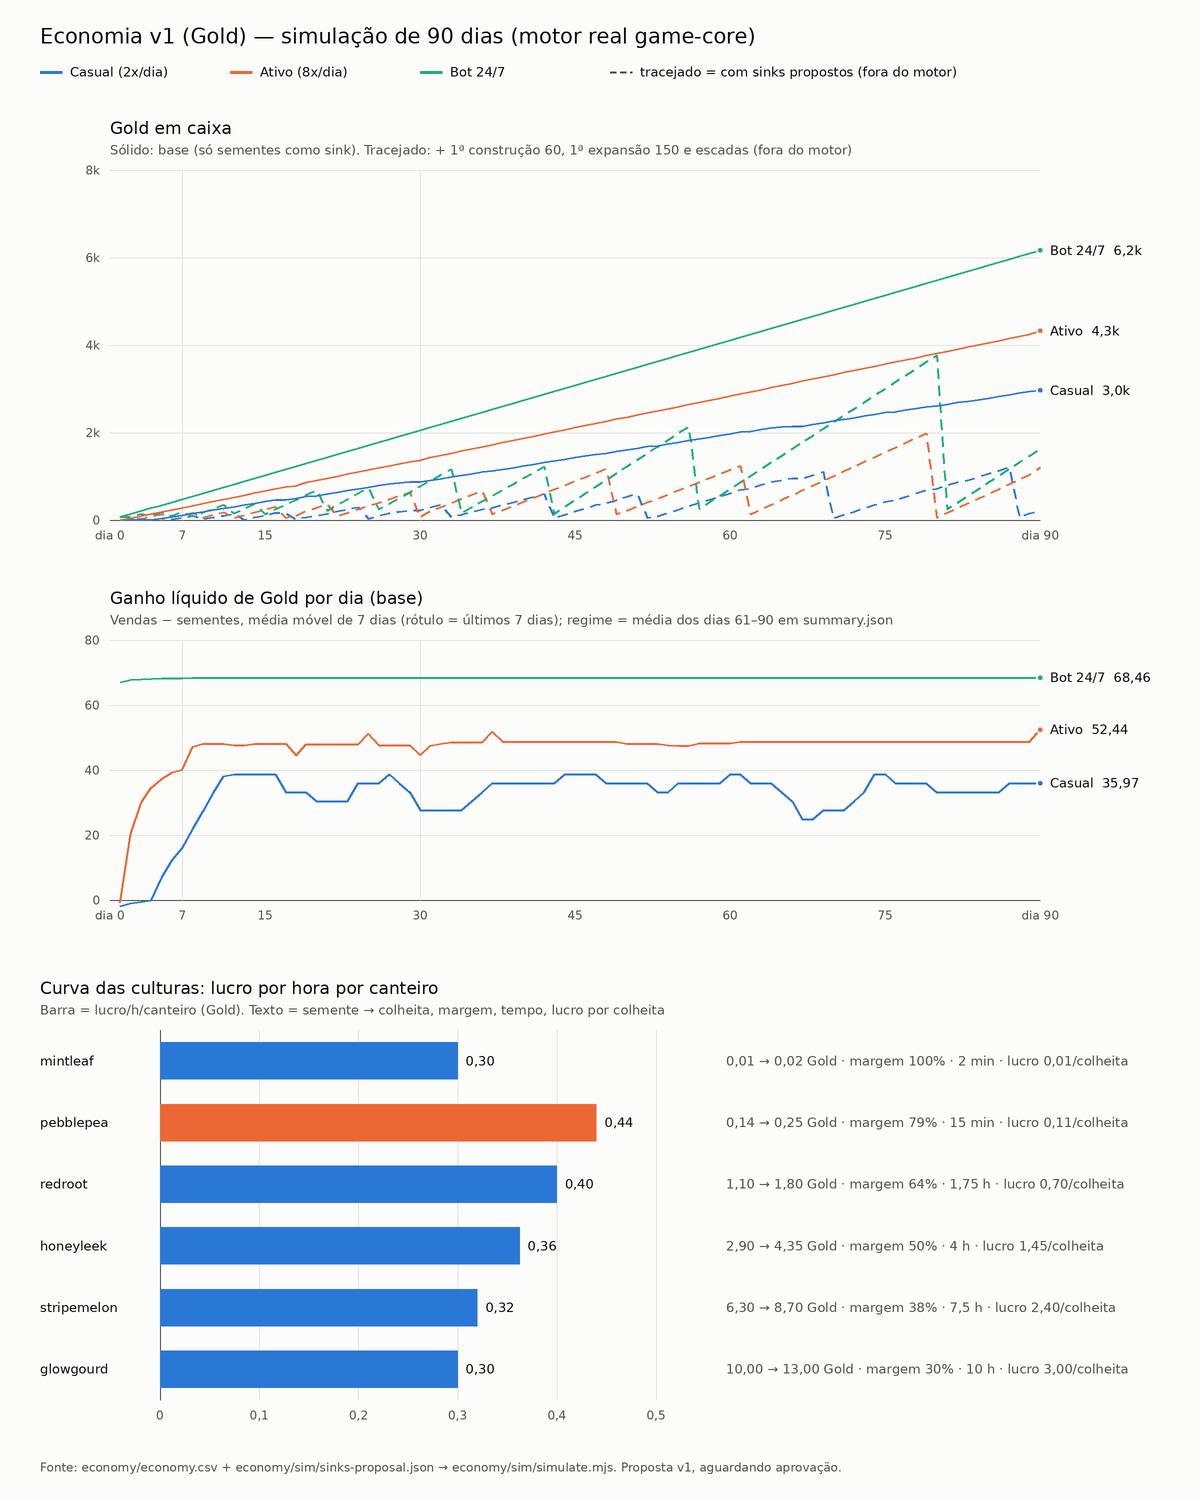 Economia v1 (Gold) — simulação de 90 dias (motor real game-core)
Casual (2x/dia) Ativo (8x/dia) Bot 24/7 tracejado = com sinks propostos (fora do motor)
Gold em caixa
Sólido: base (só sementes como sink). Tracejado: + 1ª construção 60, 1ª expansão 150 e escadas (fora do motor)
8k
6k
Bot 24/7 6,2k
Ativo 4,3k
4k
Casual 3,0k
2k
0
dia 0 7 15 30 45 60 75 dia 90
Ganho líquido de Gold por dia (base)
Vendas − sementes, média móvel de 7 dias (rótulo = últimos 7 dias); regime = média dos dias 61–90 em summary.json
80
Bot 24/7 68,46
60
Ativo 52,44
40
Casual 35,97
20
0
dia 0 7 15 30 45 60 75 dia 90
Curva das culturas: lucro por hora por canteiro
Barra = lucro/h/canteiro (Gold). Texto = semente → colheita, margem, tempo, lucro por colheita
mintleaf 0,30 0,01 → 0,02 Gold · margem 100% · 2 min · lucro 0,01/colheita
pebblepea 0,44 0,14 → 0,25 Gold · margem 79% · 15 min · lucro 0,11/colheita
redroot 0,40 1,10 → 1,80 Gold · margem 64% · 1,75 h · lucro 0,70/colheita
honeyleek 0,36 2,90 → 4,35 Gold · margem 50% · 4 h · lucro 1,45/colheita
stripemelon 0,32 6,30 → 8,70 Gold · margem 38% · 7,5 h · lucro 2,40/colheita
glowgourd 0,30 10,00 → 13,00 Gold · margem 30% · 10 h · lucro 3,00/colheita
0 0,1 0,2 0,3 0,4 0,5
Fonte: economy/economy.csv + economy/sim/sinks-proposal.json → economy/sim/simulate.mjs. Proposta v1, aguardando aprovação.